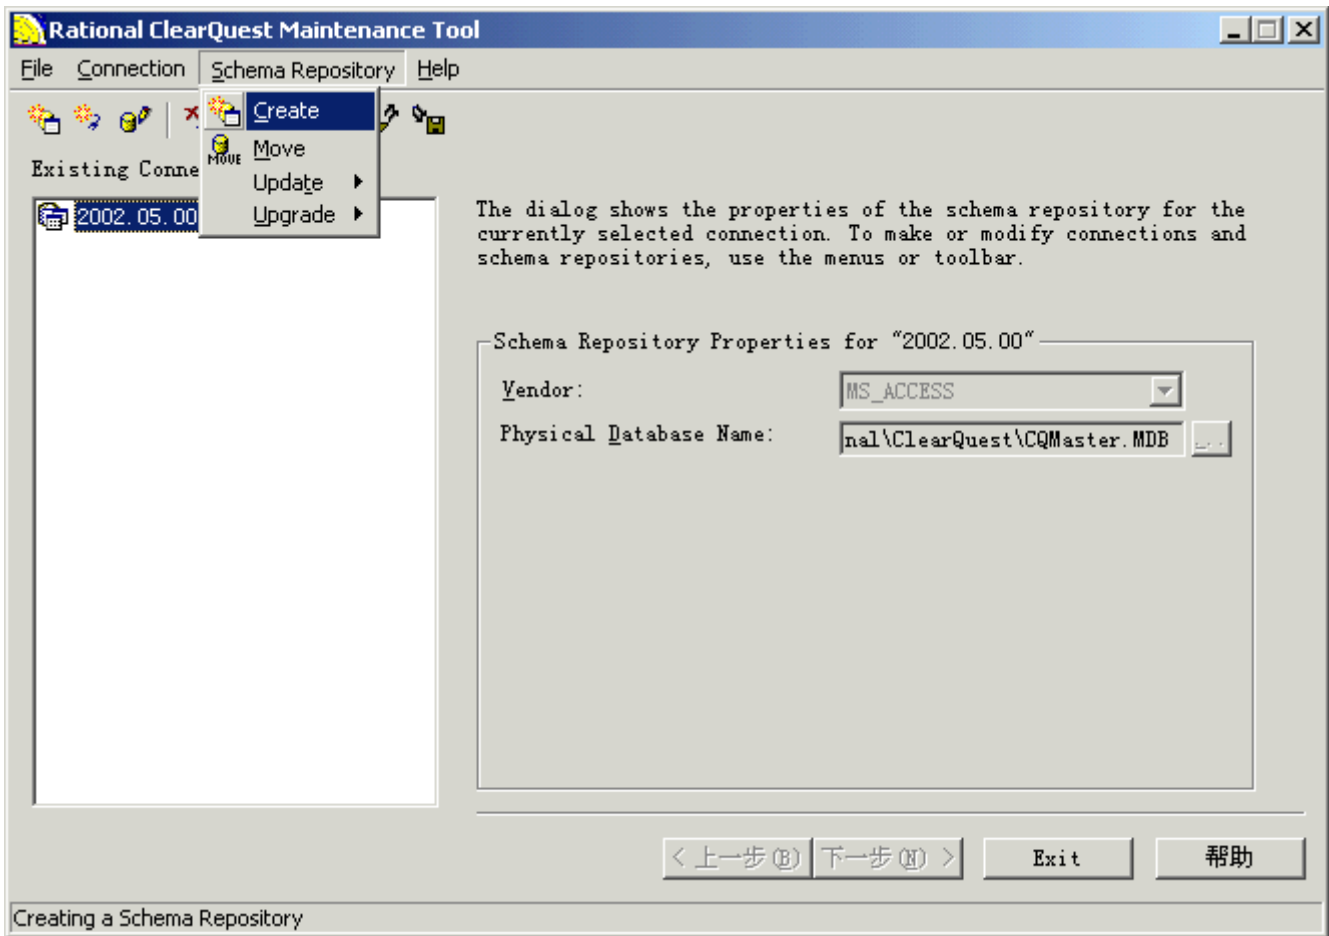 Rational ClearQuest Maintenance Tool
File Connection Schema Repository Help
Create
MOVE Move
Update
Upgrade
Existing Conne
2002.05.00
The dialog shows the properties of the schema repository for the
currently selected connection. To make or modify connections and
schema repositories, use the menus or toolbar.
Schema Repository Properties for "2002.05.00"
Vendor: MS_ACCESS
Physical Database Name: nal\ClearQuest\CQMaster.MDB ...
< 上一步(B) 下一步(N) > Exit 帮助
Creating a Schema Repository